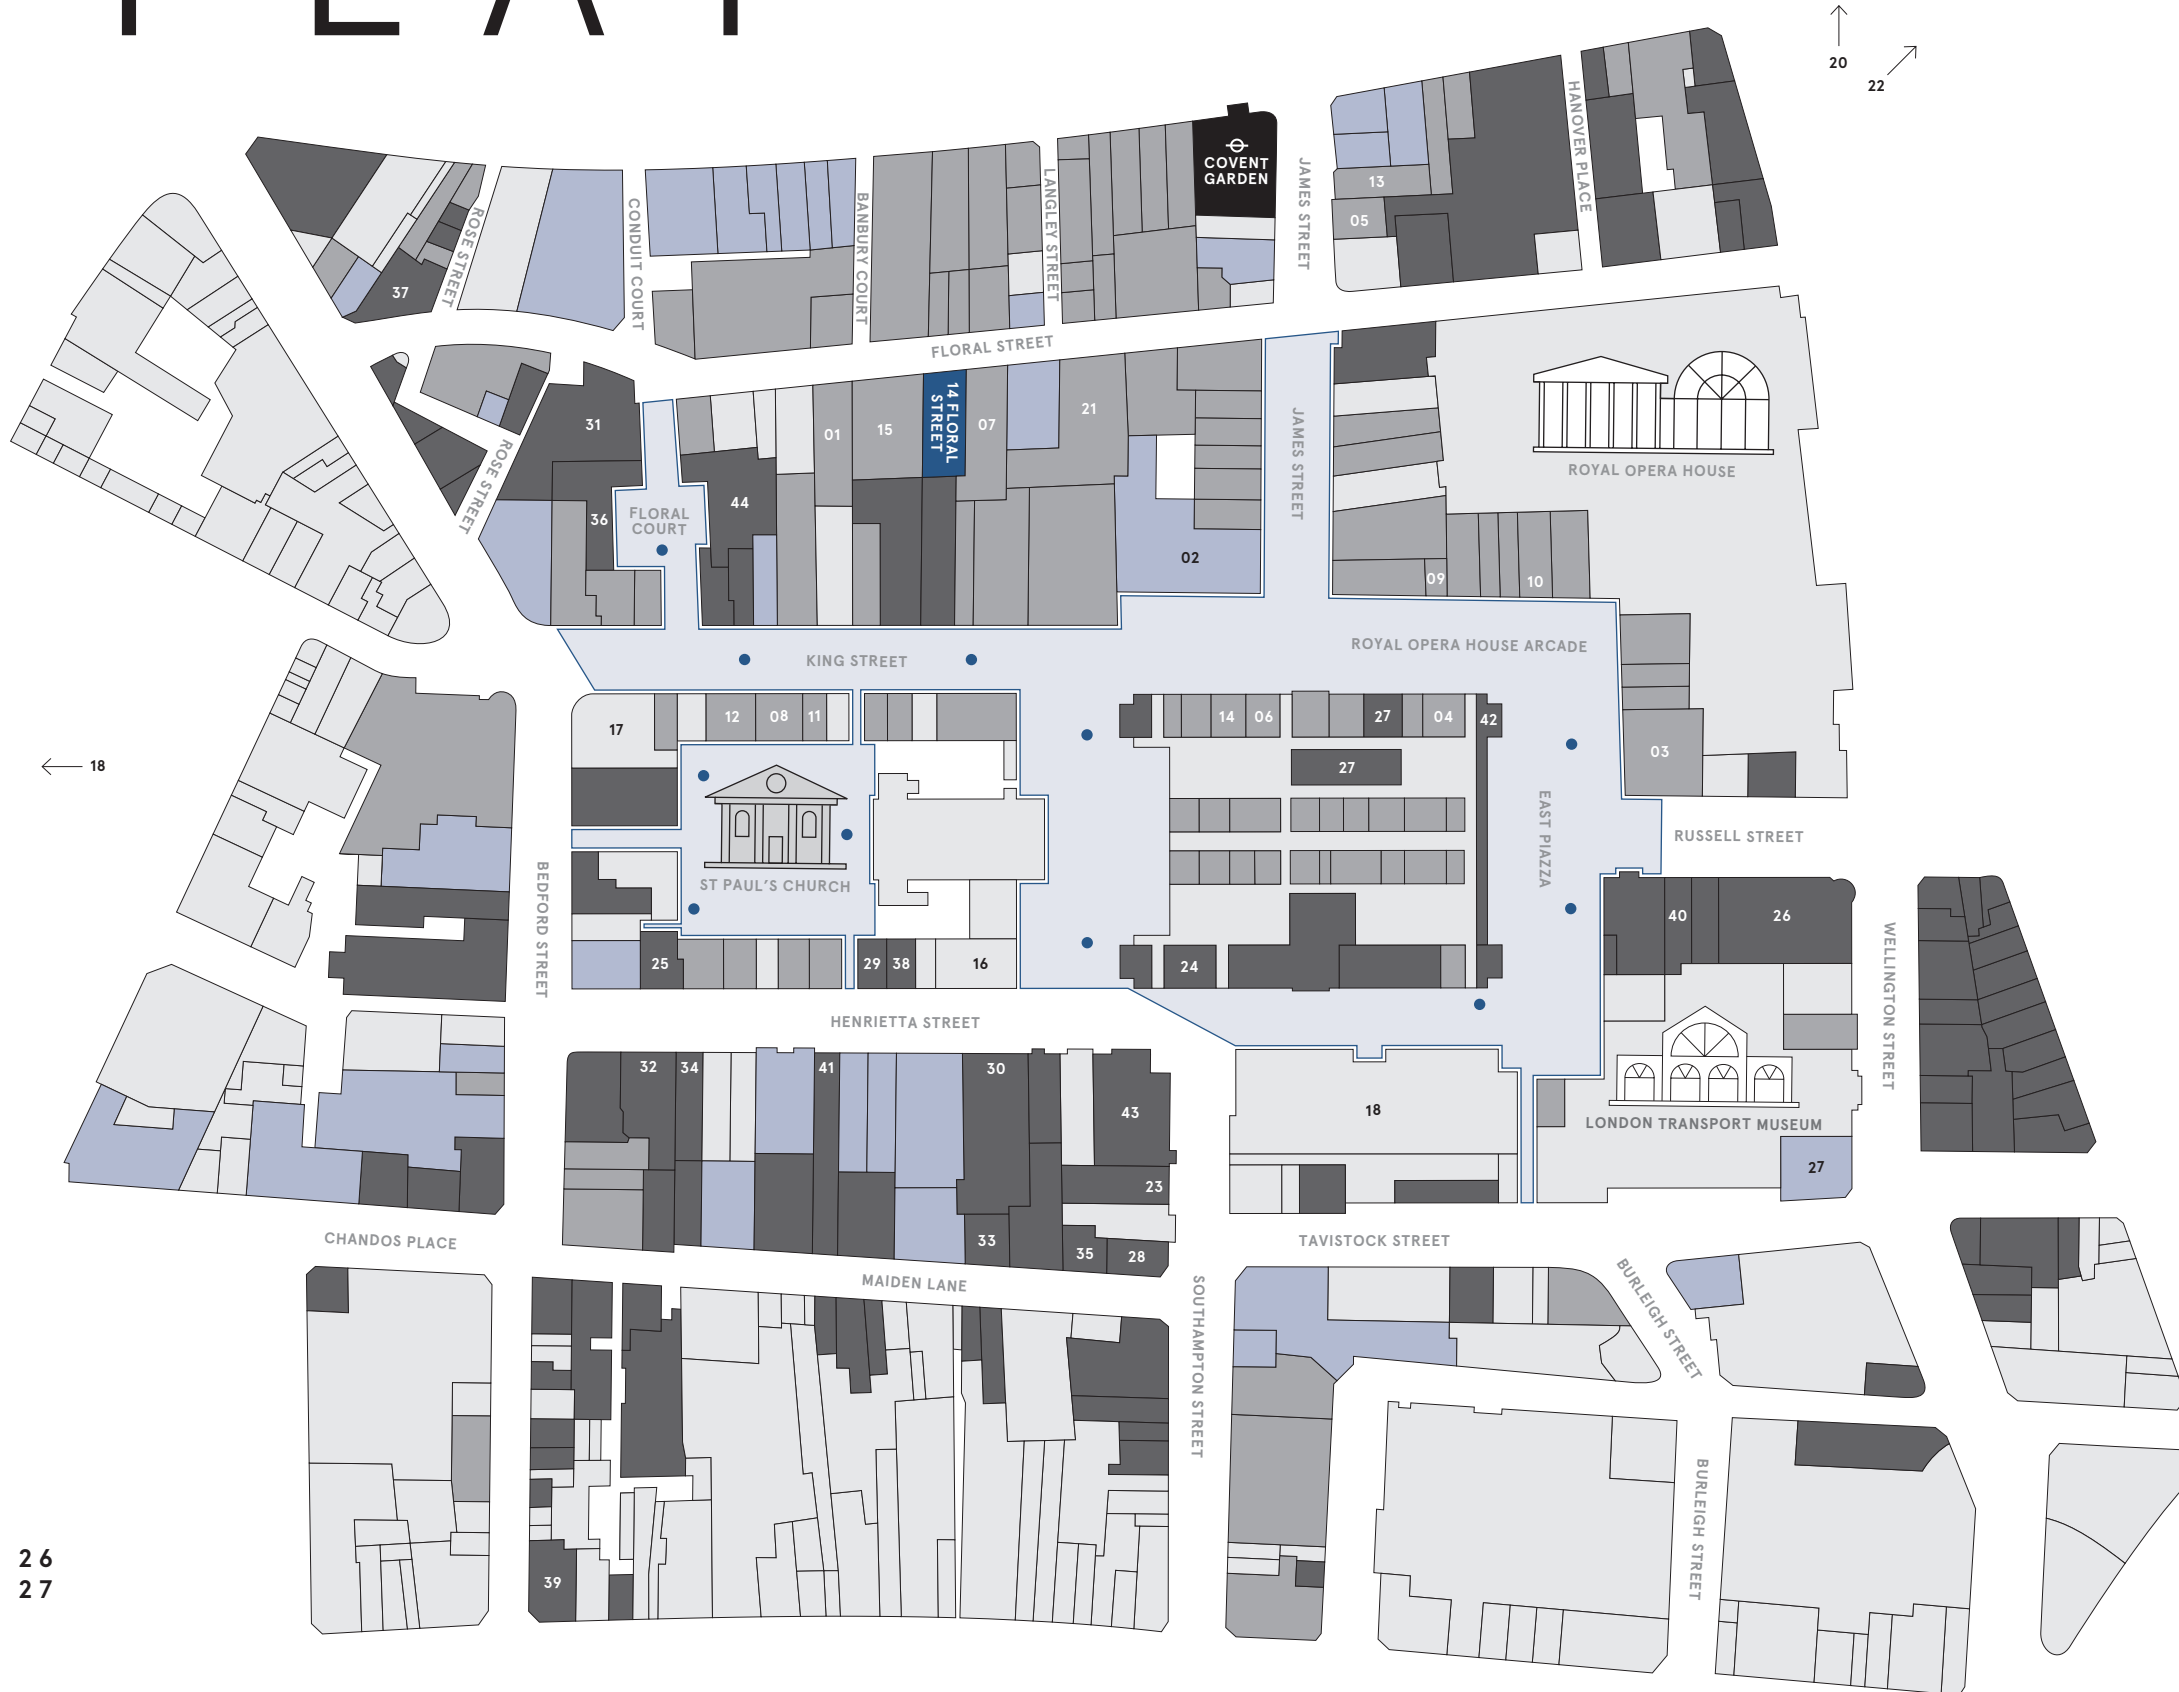 20
22
COVENT
GARDEN
HANOVER PLACE
JAMES STREET
13
05
ROSE STREET
CONDUIT COURT
BANBURY COURT
LANGLEY STREET
37
FLORAL STREET
31
01
15
14 FLORAL
STREET
07
21
JAMES STREET
ROYAL OPERA HOUSE
ROSE STREET
36
FLORAL
COURT
44
02
09
10
KING STREET
ROYAL OPERA HOUSE ARCADE
17
12
08
11
14
06
27
04
42
03
18
27
EAST PIAZZA
RUSSELL STREET
BEDFORD STREET
ST PAUL'S CHURCH
40
26
WELLINGTON STREET
25
29
38
16
24
HENRIETTA STREET
32
34
41
30
43
18
LONDON TRANSPORT MUSEUM
27
23
33
35
28
CHANDOS PLACE
MAIDEN LANE
TAVISTOCK STREET
SOUTHAMPTON STREET
BURLEIGH STREET
BURLEIGH STREET
39
26
27